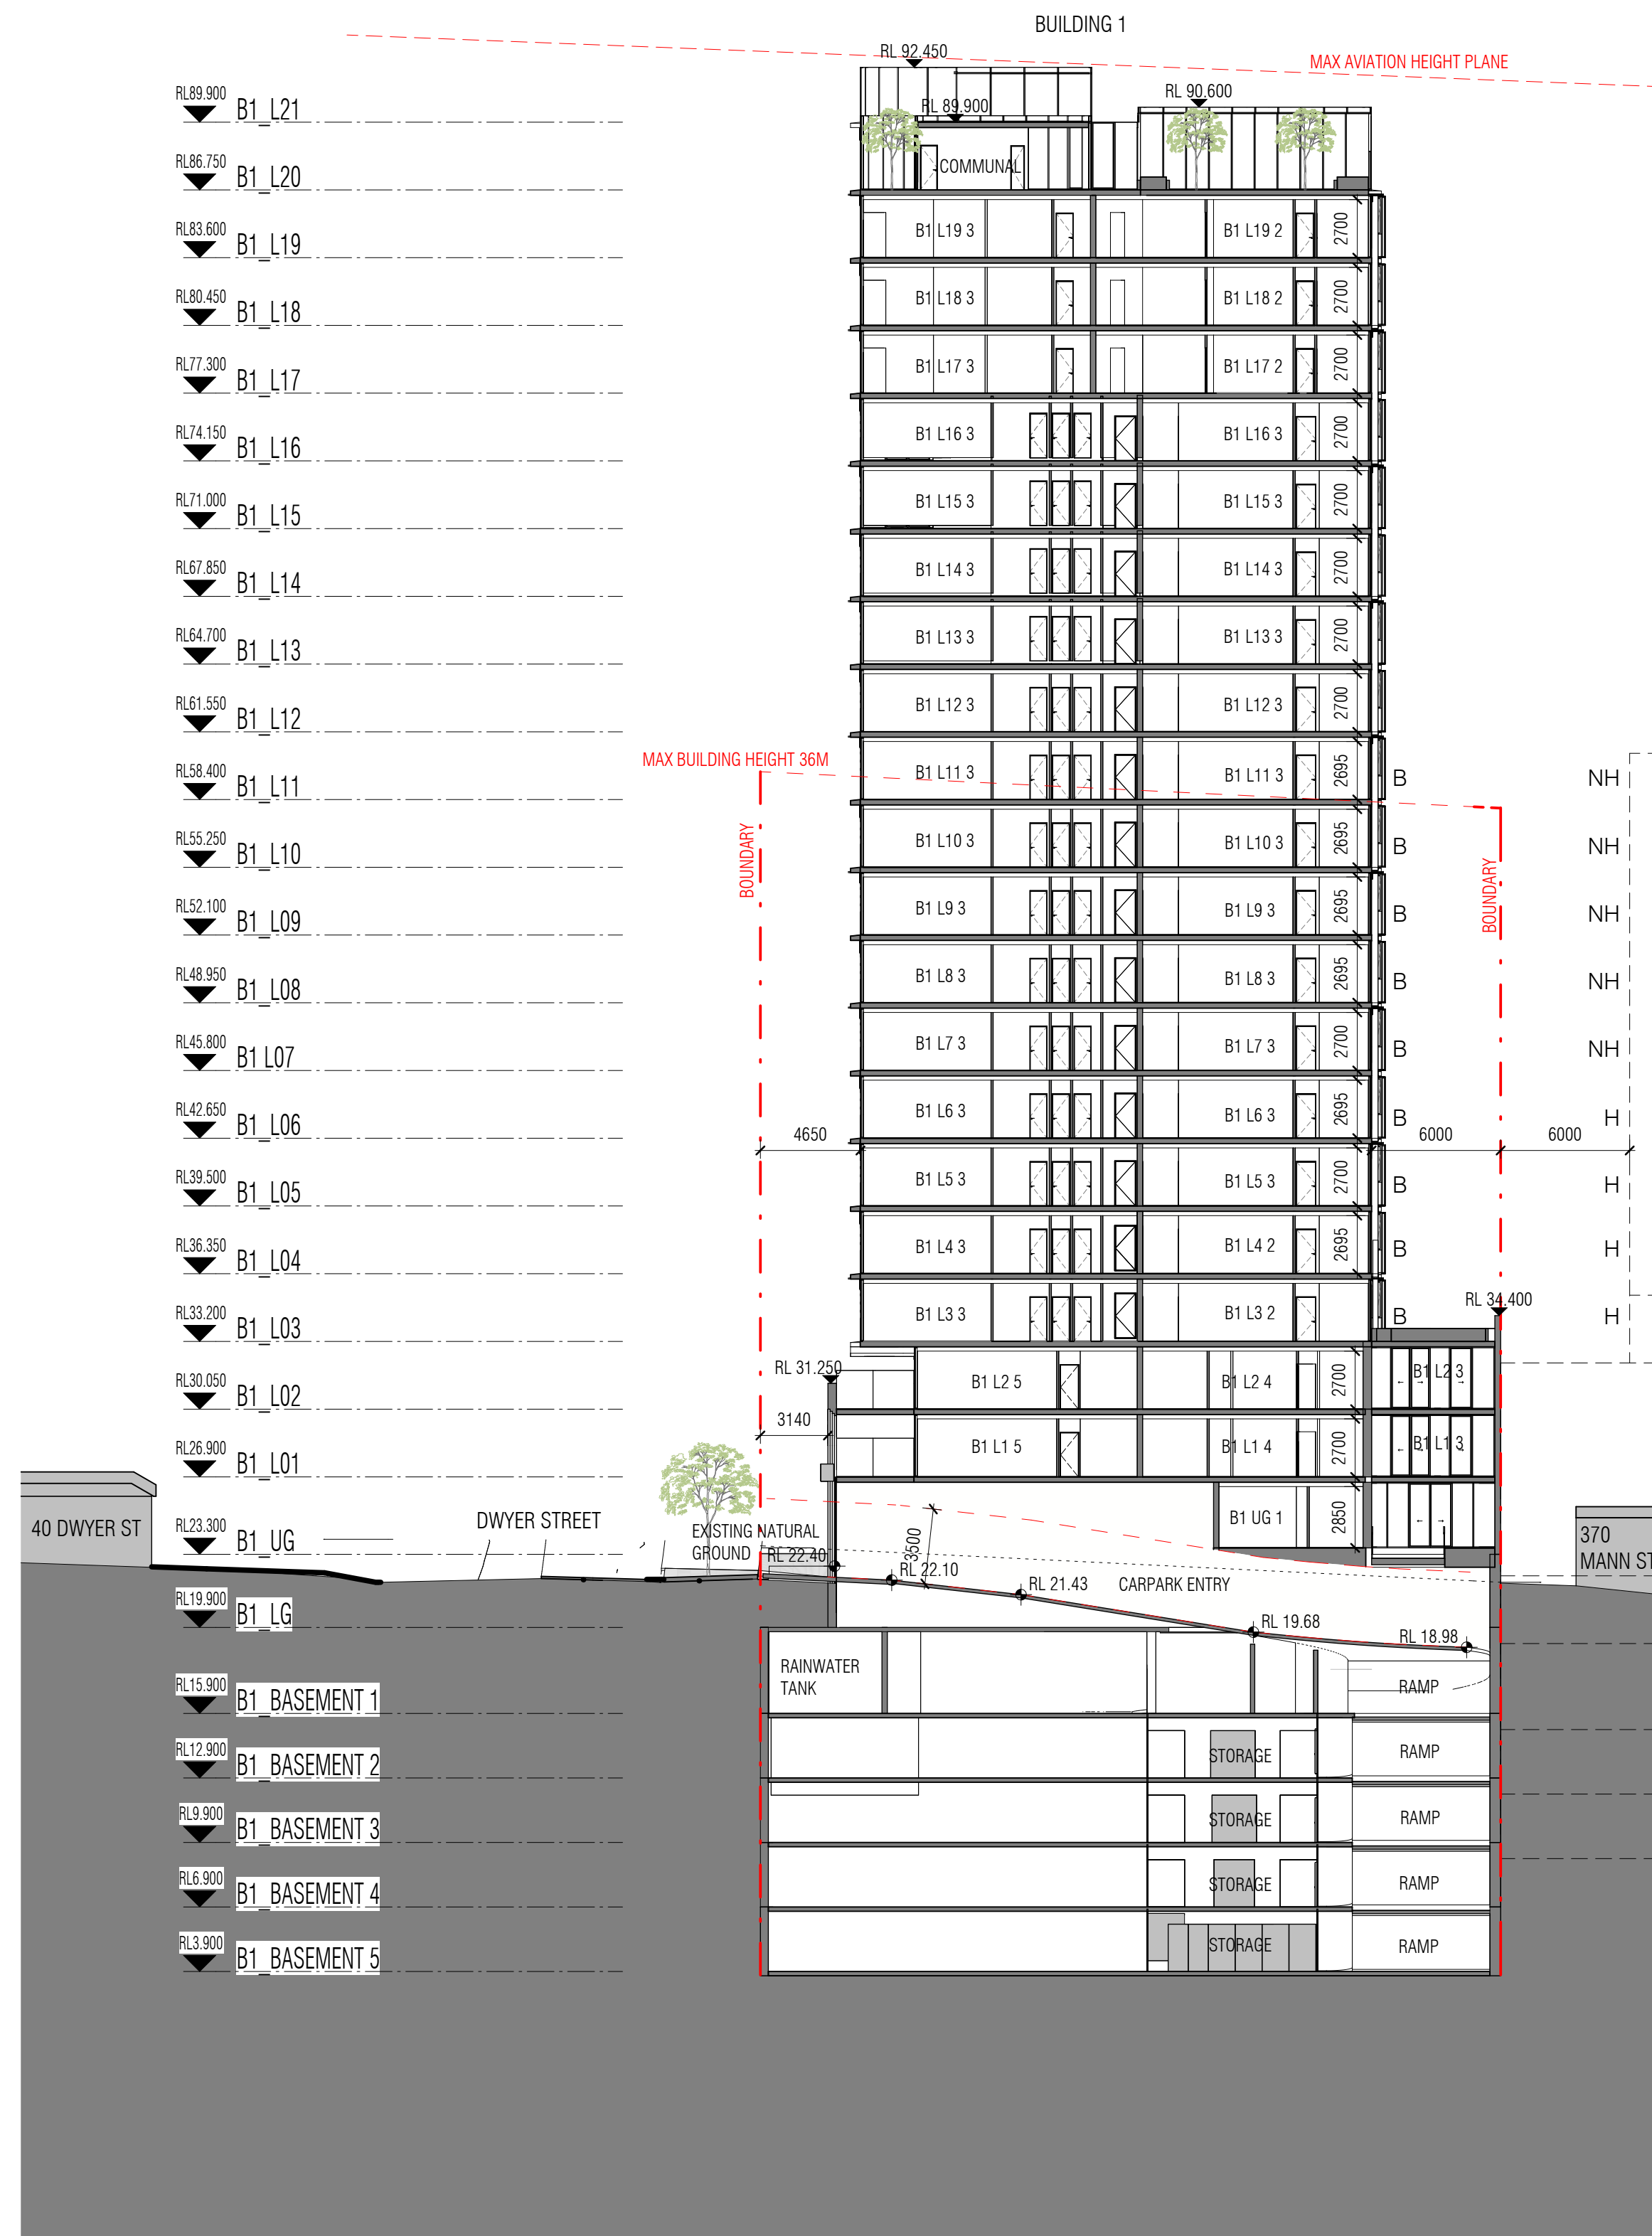 BUILDING 1
MAX AVIATION HEIGHT PLANE
RL 92.450
RL 90.600
RL 89.900
RL89.900
B1_L21
COMMUNAL
RL86.750
B1_L20
RL83.600
B1_L19
B1 L19 3
B1 L19 2
2700
RL80.450
B1_L18
B1 L18 3
B1 L18 2
2700
RL77.300
B1_L17
B1 L17 3
B1 L17 2
2700
RL74.150
B1_L16
B1 L16 3
B1 L16 3
2700
RL71.000
B1_L15
B1 L15 3
B1 L15 3
2700
RL67.850
B1_L14
B1 L14 3
B1 L14 3
2700
RL64.700
B1_L13
B1 L13 3
B1 L13 3
2700
RL61.550
B1_L12
B1 L12 3
B1 L12 3
2700
MAX BUILDING HEIGHT 36M
RL58.400
B1_L11
B1 L11 3
B1 L11 3
2695
B
NH
RL55.250
B1_L10
BOUNDARY
B1 L10 3
B1 L10 3
2695
B
NH
BOUNDARY
RL52.100
B1_L09
B1 L9 3
B1 L9 3
2695
B
NH
RL48.950
B1_L08
B1 L8 3
B1 L8 3
2695
B
NH
RL45.800
B1 L07
B1 L7 3
B1 L7 3
2700
B
NH
RL42.650
B1_L06
B1 L6 3
B1 L6 3
2695
B
H
4650
6000
6000
RL39.500
B1_L05
B1 L5 3
B1 L5 3
2700
B
H
RL36.350
B1_L04
B1 L4 3
B1 L4 2
2695
B
H
RL33.200
B1_L03
B1 L3 3
B1 L3 2
B
H
RL 34.400
RL 31.250
RL30.050
B1_L02
B1 L2 5
B1 L2 4
2700
B1 L2 3
3140
RL26.900
B1_L01
B1 L1 5
B1 L1 4
2700
B1 L1 3
40 DWYER ST
RL23.300
B1_UG
DWYER STREET
EXISTING NATURAL
GROUND
RL 22.40
3500
B1 UG 1
2850
370
MANN ST
RL 22.10
RL 21.43
CARPARK ENTRY
RL19.900
B1_LG
RL 19.68
RL 18.98
RAINWATER
TANK
RL15.900
B1_BASEMENT 1
RAMP
RL12.900
B1_BASEMENT 2
STORAGE
RAMP
RL9.900
B1_BASEMENT 3
STORAGE
RAMP
RL6.900
B1_BASEMENT 4
STORAGE
RAMP
RL3.900
B1_BASEMENT 5
STORAGE
RAMP